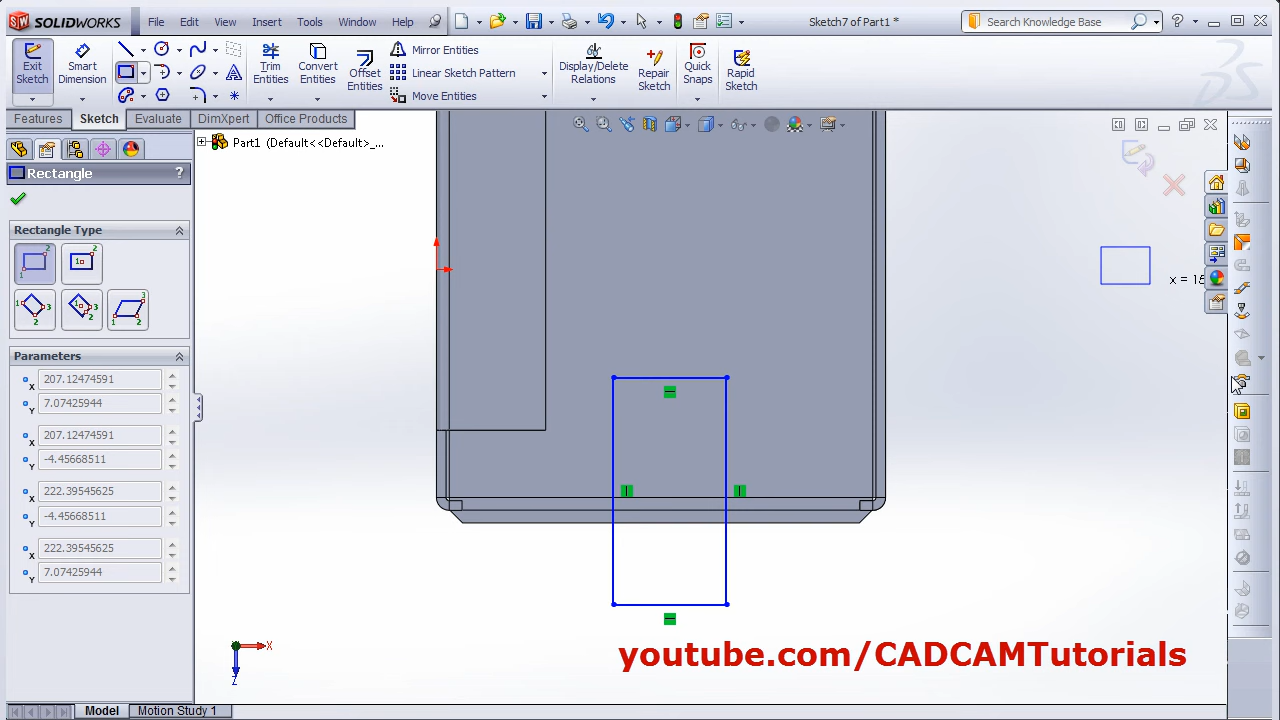 SOLIDWORKS
File Edit View Insert Tools Window Help
Sketch7 of Part1 *
Search Knowledge Base
Exit Sketch
Smart Dimension
Trim Entities
Convert Entities
Offset Entities
Mirror Entities
Linear Sketch Pattern
Move Entities
Display/Delete Relations
Repair Sketch
Quick Snaps
Rapid Sketch
Features Sketch Evaluate DimXpert Office Products
Part1 (Default<<Default>_...
Rectangle ?
Rectangle Type
Parameters
X 207.12474591
Y 7.07425944
X 207.12474591
Y -4.45668511
X 222.39545625
Y -4.45668511
X 222.39545625
Y 7.07425944
X
Z
youtube.com/CADCAMTutorials
Model Motion Study 1